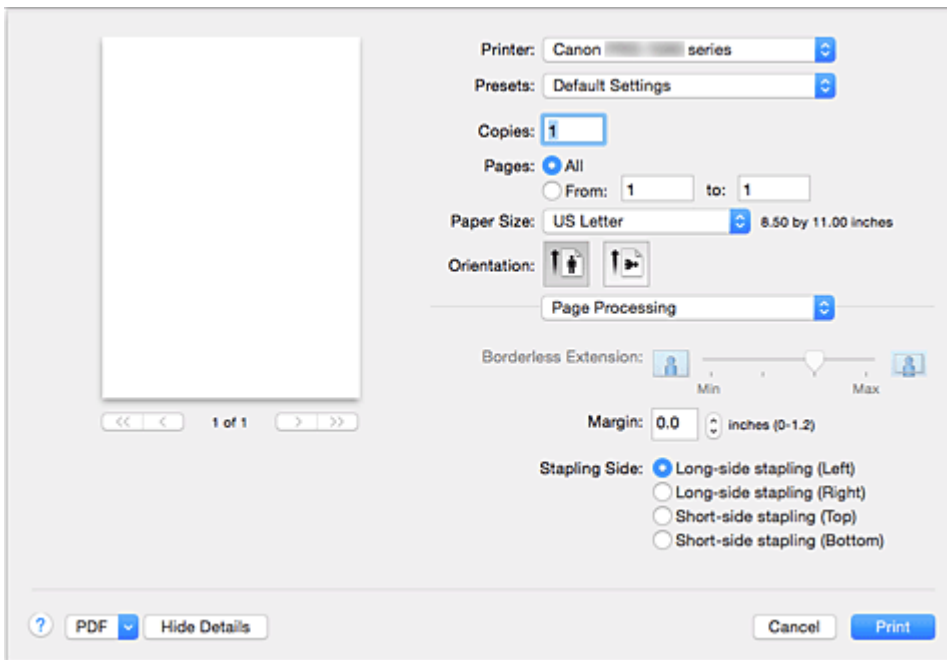 Printer: Canon series
Presets: Default Settings
Copies: 1
Pages: All
From: 1 to: 1
Paper Size: US Letter 8.50 by 11.00 inches
Orientation:
Page Processing
Borderless Extension:
Min Max
<< < 1 of 1 > >>
Margin: 0.0 inches (0-1.2)
Stapling Side: Long-side stapling (Left)
Long-side stapling (Right)
Short-side stapling (Top)
Short-side stapling (Bottom)
? PDF Hide Details Cancel Print